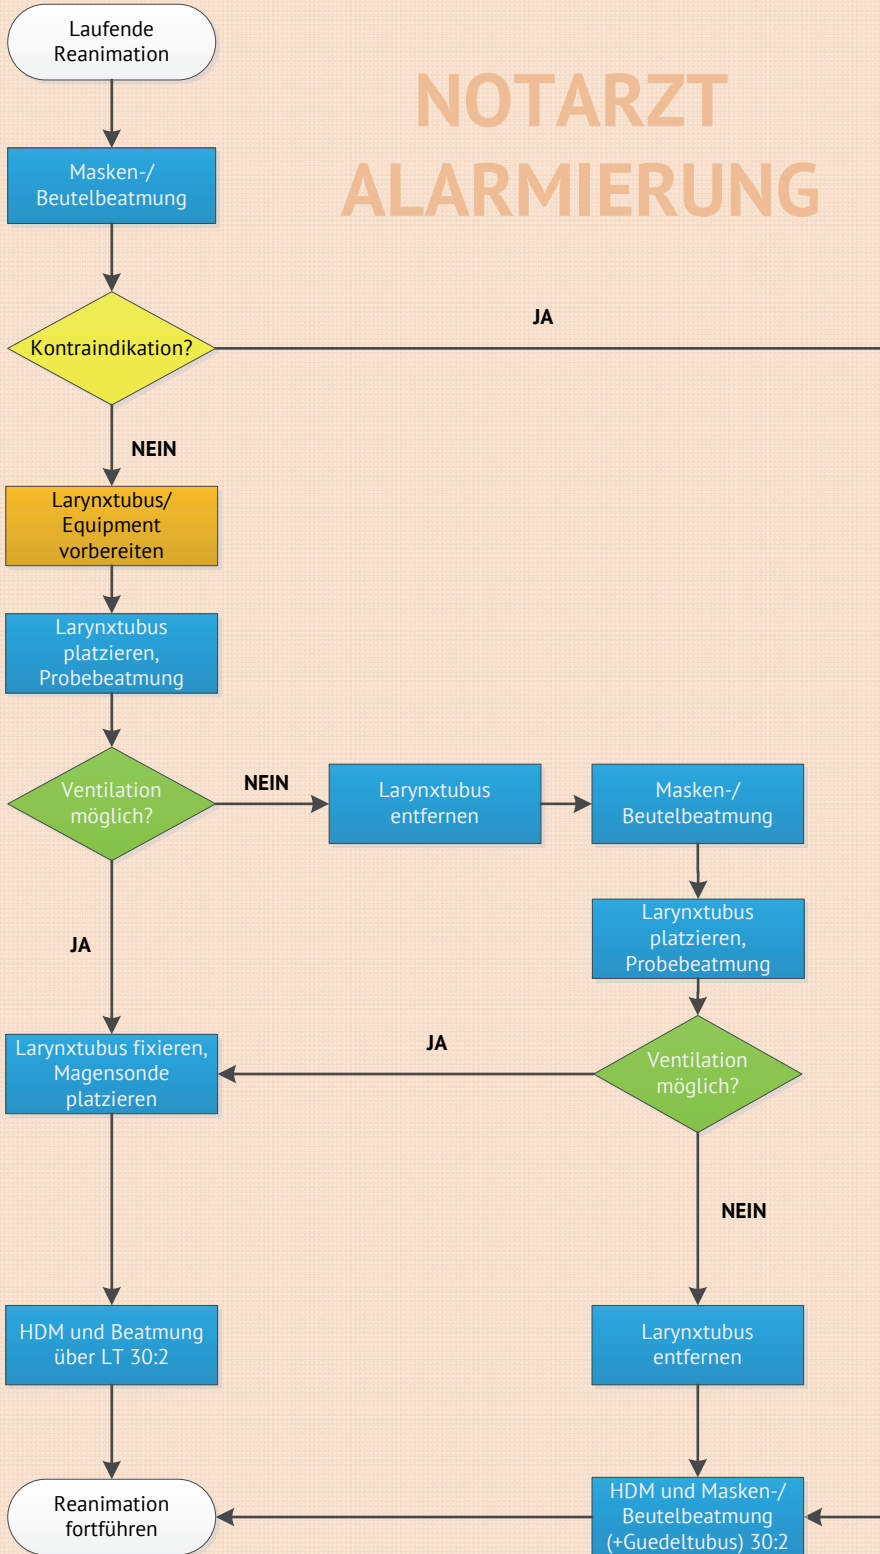 Laufende
Reanimation
NOTARZT
ALARMIERUNG
Masken-/
Beutelbeatmung
Kontraindikation?
JA
NEIN
Larynxtubus/
Equipment
vorbereiten
Larynxtubus
platzieren,
Probebeatmung
Ventilation
möglich?
NEIN
Larynxtubus
entfernen
Masken-/
Beutelbeatmung
Larynxtubus
platzieren,
Probebeatmung
JA
Larynxtubus fixieren,
Magensonde
platzieren
JA
Ventilation
möglich?
NEIN
HDM und Beatmung
über LT 30:2
Larynxtubus
entfernen
Reanimation
fortführen
HDM und Masken-/
Beutelbeatmung
(+Guedeltubus) 30:2